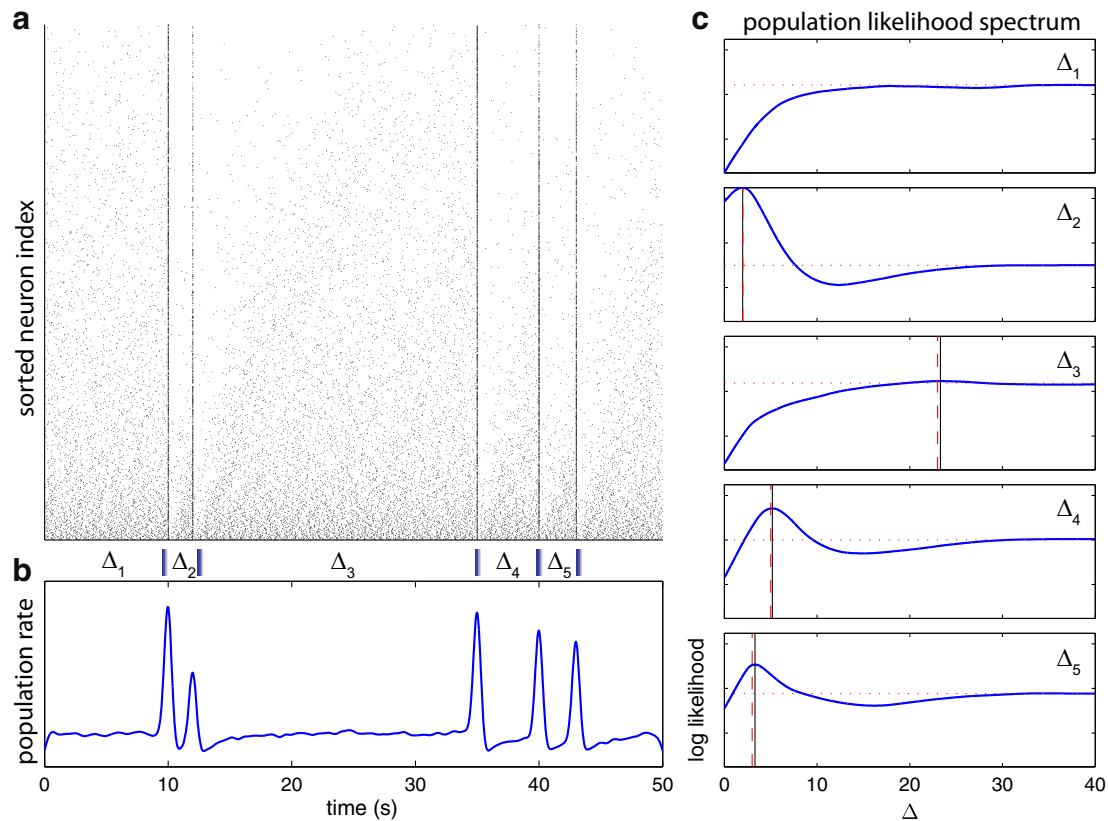 a
sorted neuron index
Δ1 Δ2 Δ3 Δ4 Δ5
b
population rate
0 10 20 30 40 50
time (s)
c
population likelihood spectrum
Δ1
Δ2
Δ3
Δ4
Δ5
log likelihood
0 10 20 30 40
Δ